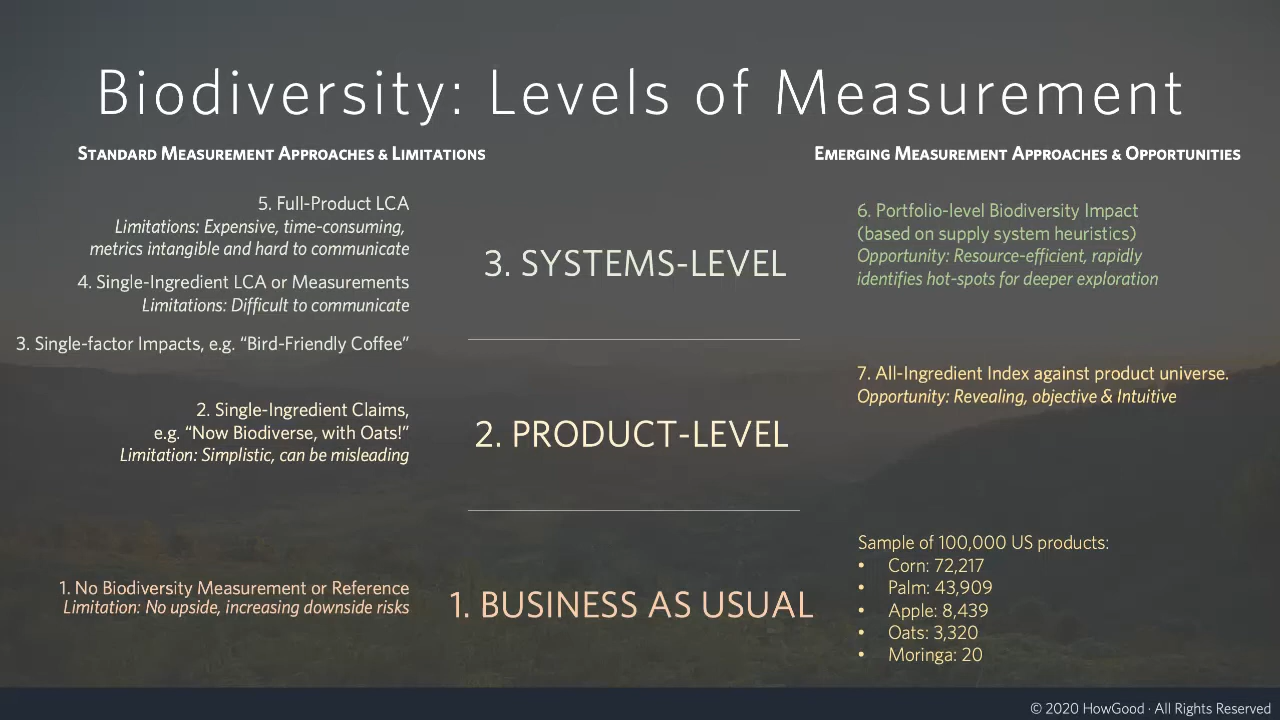 Biodiversity: Levels of Measurement
STANDARD MEASUREMENT APPROACHES & LIMITATIONS
5. Full-Product LCA
Limitations: Expensive, time-consuming,
metrics intangible and hard to communicate
4. Single-Ingredient LCA or Measurements
Limitations: Difficult to communicate
3. Single-factor Impacts, e.g. “Bird-Friendly Coffee”
2. Single-Ingredient Claims,
e.g. “Now Biodiverse, with Oats!”
Limitation: Simplistic, can be misleading
1. No Biodiversity Measurement or Reference
Limitation: No upside, increasing downside risks
3. SYSTEMS-LEVEL
2. PRODUCT-LEVEL
1. BUSINESS AS USUAL
EMERGING MEASUREMENT APPROACHES & OPPORTUNITIES
6. Portfolio-level Biodiversity Impact
(based on supply system heuristics)
Opportunity: Resource-efficient, rapidly
identifies hot-spots for deeper exploration
7. All-Ingredient Index against product universe.
Opportunity: Revealing, objective & Intuitive
Sample of 100,000 US products:
• Corn: 72,217
• Palm: 43,909
• Apple: 8,439
• Oats: 3,320
• Moringa: 20
© 2020 HowGood · All Rights Reserved